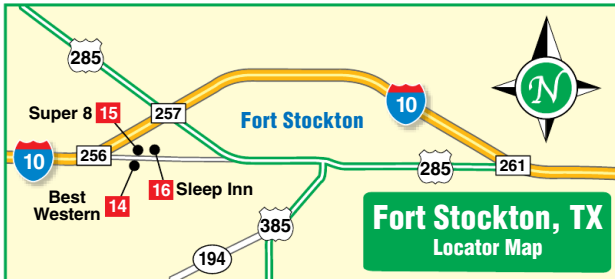 285
10
N
Super 8 15
257
Fort Stockton
10
256
16 Sleep Inn
285
261
Best
Western 14
385
194
Fort Stockton, TX
Locator Map